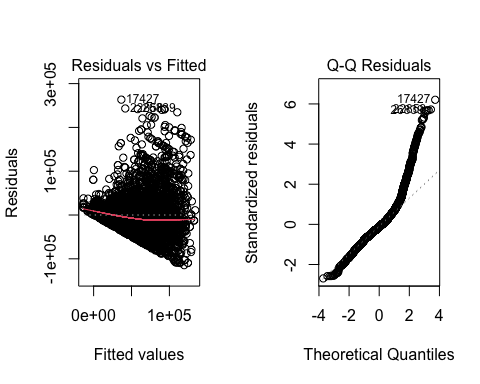 Residuals vs Fitted
Residuals
3e+05
1e+05
-1e+05
17427
0e+00
1e+05
Fitted values
Q-Q Residuals
Standardized residuals
6
4
2
0
-2
17427
-4
-2
0
2
4
Theoretical Quantiles